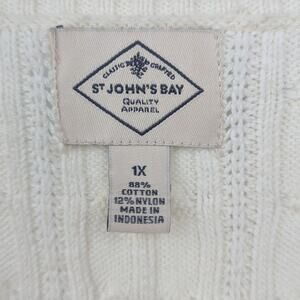 CLASSIC CRAFTED
ST JOHN'S BAY
QUALITY
APPAREL
1X
88%
COTTON
12% NYLON
MADE IN
INDONESIA